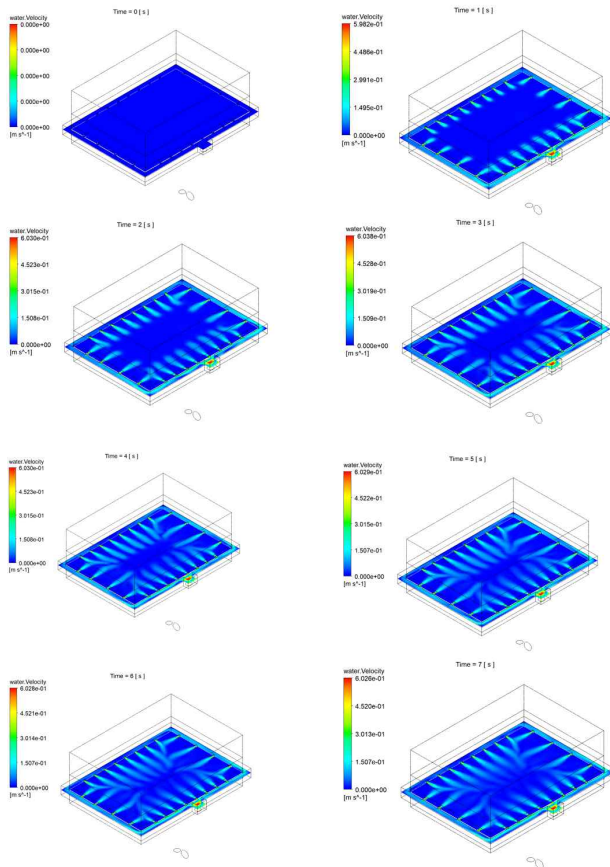 Time = 0 [ s ]
water.Velocity
0.000e+00
0.000e+00
0.000e+00
0.000e+00
0.000e+00
[m s^-1]
Time = 1 [ s ]
water.Velocity
5.982e-01
4.486e-01
2.991e-01
1.495e-01
0.000e+00
[m s^-1]
Time = 2 [ s ]
water.Velocity
6.030e-01
4.523e-01
3.015e-01
1.508e-01
0.000e+00
[m s^-1]
Time = 3 [ s ]
water.Velocity
6.038e-01
4.528e-01
3.019e-01
1.509e-01
0.000e+00
[m s^-1]
Time = 4 [ s ]
water.Velocity
6.030e-01
4.523e-01
3.015e-01
1.508e-01
0.000e+00
[m s^-1]
Time = 5 [ s ]
water.Velocity
6.029e-01
4.522e-01
3.015e-01
1.507e-01
0.000e+00
[m s^-1]
Time = 6 [ s ]
water.Velocity
6.028e-01
4.521e-01
3.014e-01
1.507e-01
0.000e+00
[m s^-1]
Time = 7 [ s ]
water.Velocity
6.026e-01
4.520e-01
3.013e-01
1.507e-01
0.000e+00
[m s^-1]